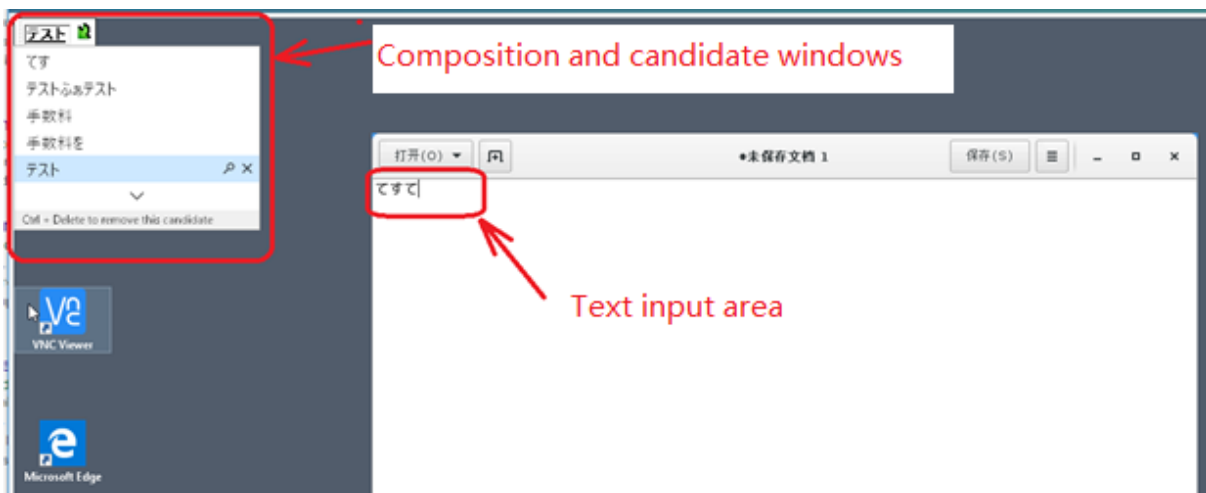 テスト
てす
テストふぁテスト
手数料
手数料を
テスト
Ctrl + Delete to remove this candidate
Composition and candidate windows
打开(O)
•未保存文档 1
保存(S)
てすて
Text input area
VNC Viewer
Microsoft Edge